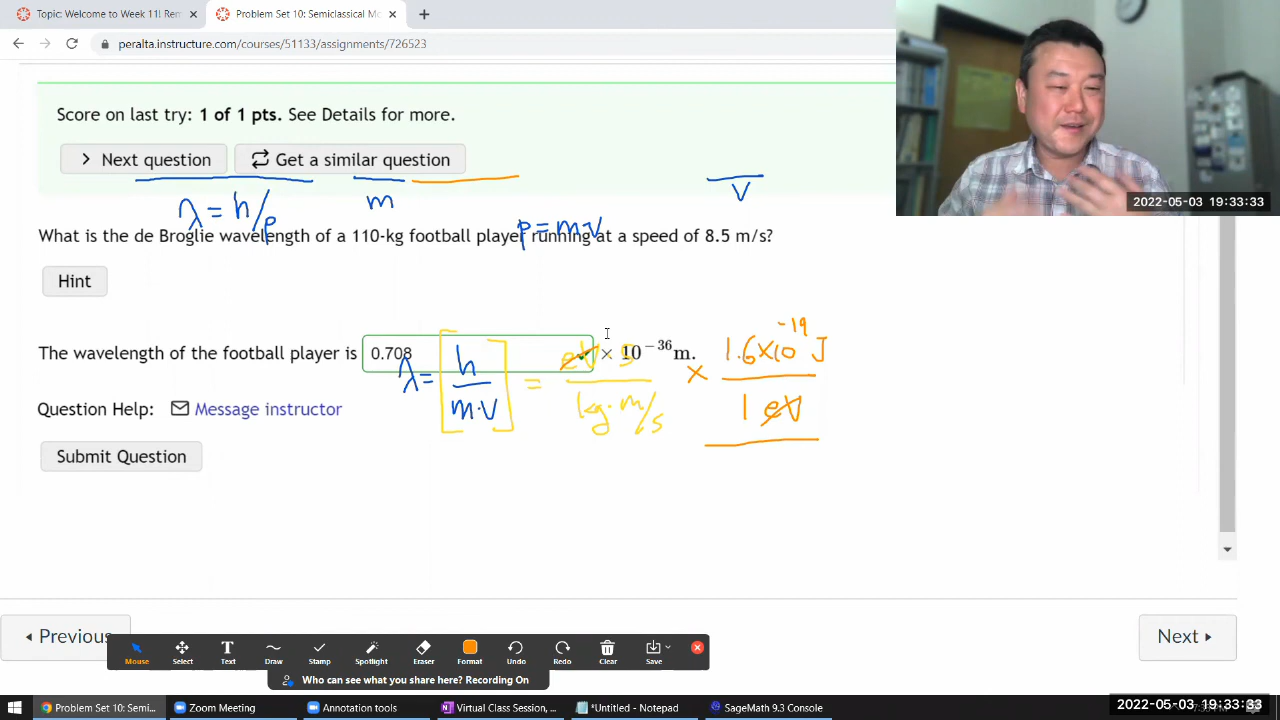 Topic: Welcome to Week 11! Rem
Problem Set 10: Semiclassical Mo
peralta.instructure.com/courses/51133/assignments/726523
Score on last try: 1 of 1 pts. See Details for more.
Next question
Get a similar question
λ = h/p
m
v
p = m·v
What is the de Broglie wavelength of a 110-kg football player running at a speed of 8.5 m/s?
Hint
The wavelength of the football player is 0.708 × 10⁻³⁶ m.
λ = [h / m·v] = eV·s / kg·m/s × 1.6×10⁻¹⁹ J / 1 eV
Question Help: Message instructor
Submit Question
Previous
Next
Mouse
Select
Text
Draw
Stamp
Spotlight
Eraser
Format
Undo
Redo
Clear
Save
Who can see what you share here? Recording On
Problem Set 10: Semi...
Zoom Meeting
Annotation tools
Virtual Class Session, ...
*Untitled - Notepad
SageMath 9.3 Console
2022-05-03 19:33:33
2022-05-03 19:33:33